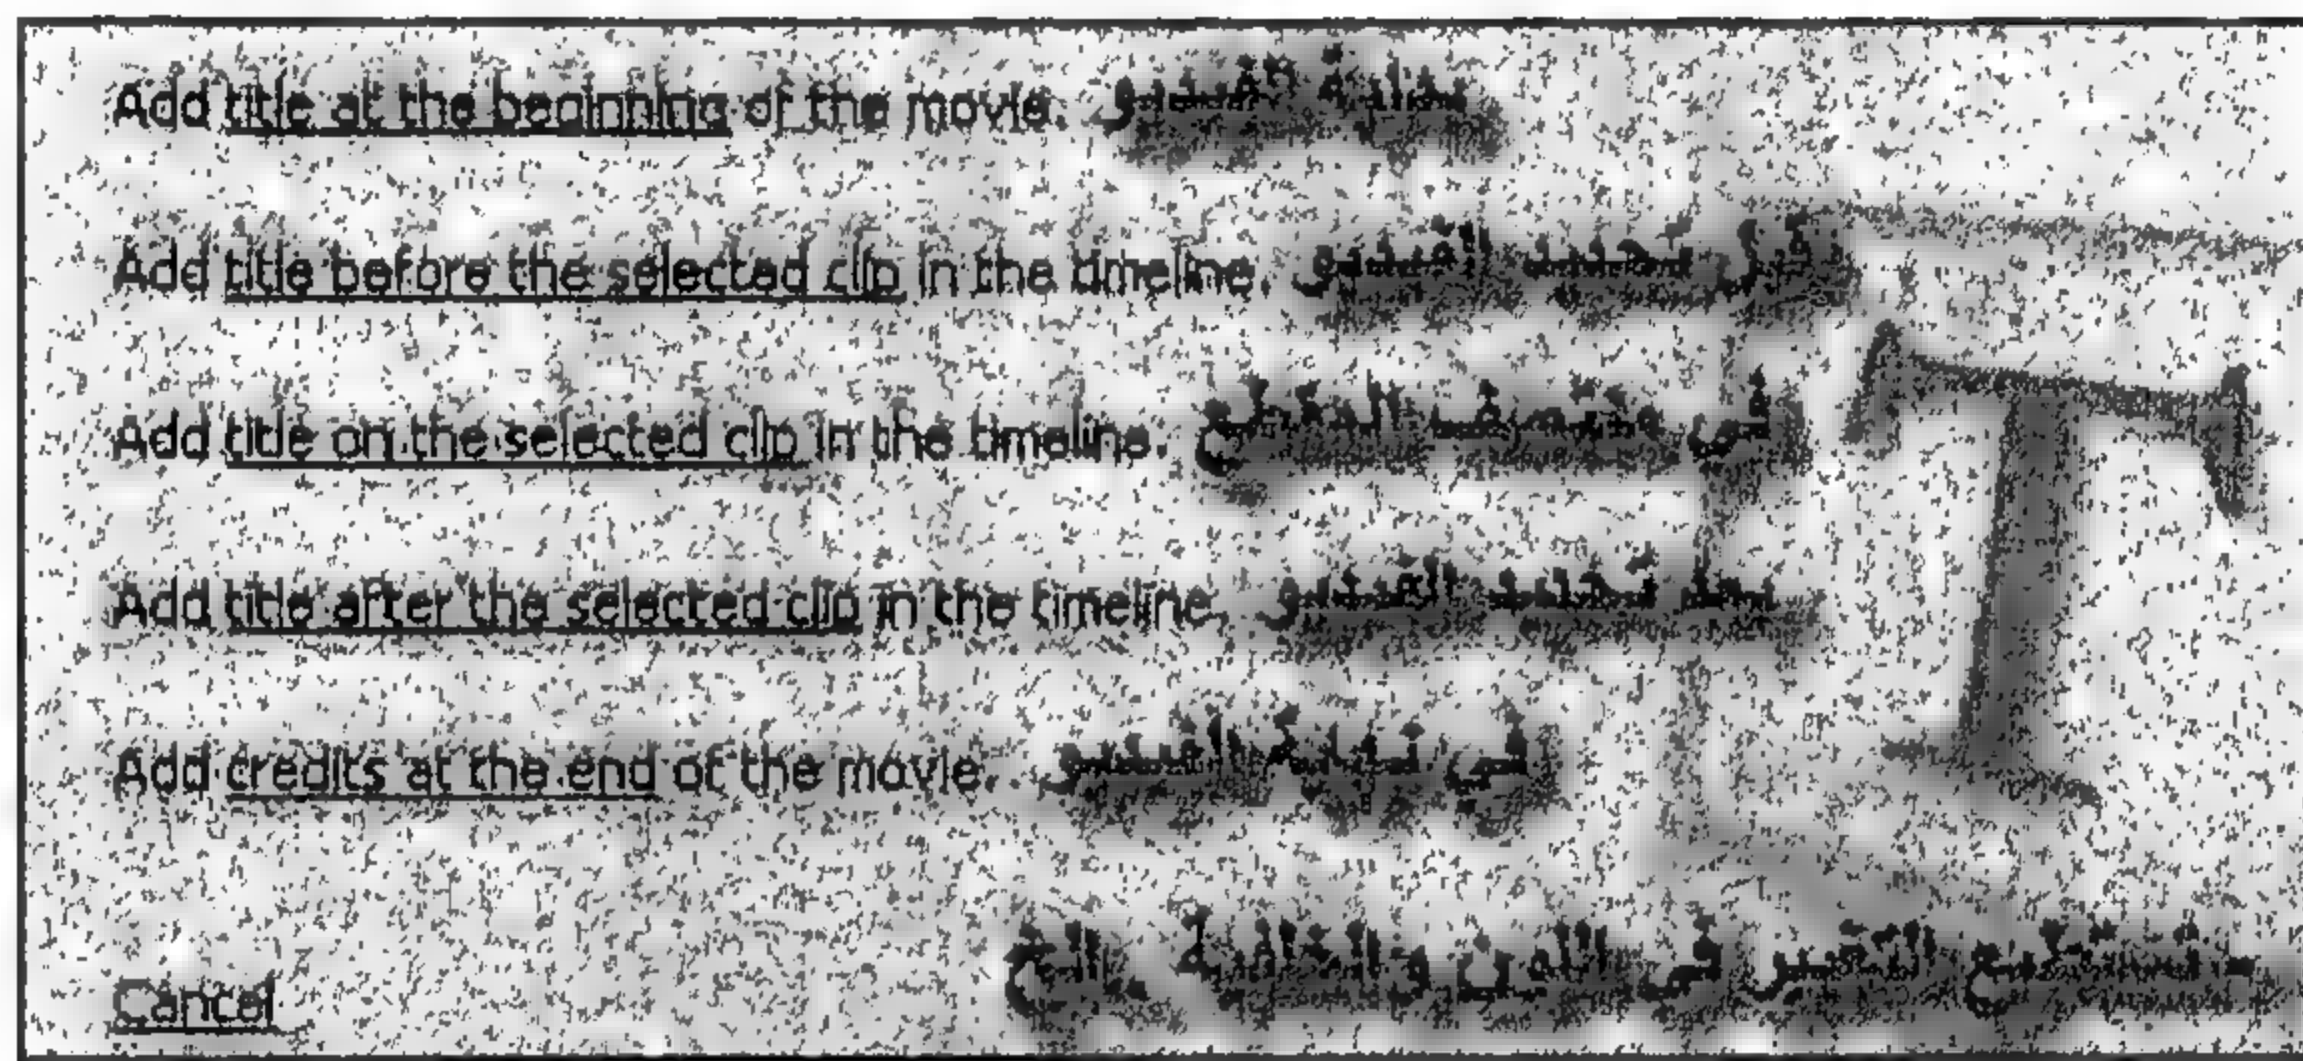 Add title at the beginning of the movie. بداية الفيديو
Add title before the selected clip in the timeline. قبل تحديد الفيديو
Add title on the selected clip in the timeline. في منتصف المقطع
Add title after the selected clip in the timeline. بعد تحديد الفيديو
Add credits at the end of the movie. في نهاية الفيديو
Cancel
- تستطيع التغيير في اللون و الخلفية ..الخ